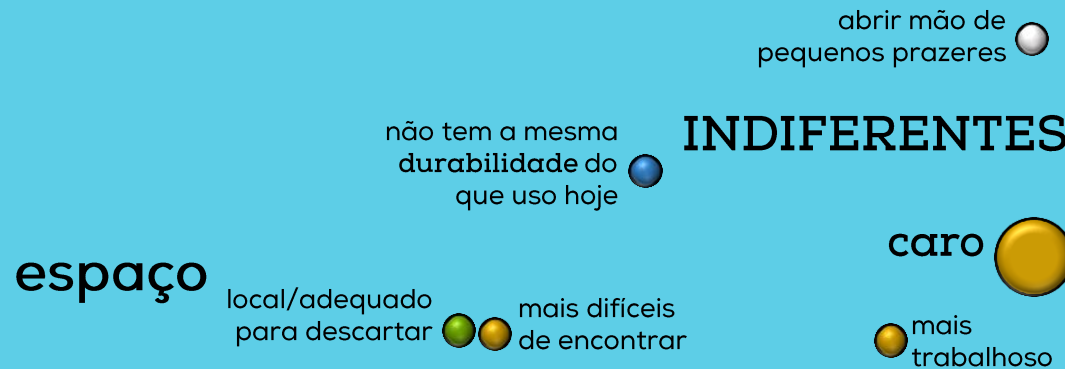 abrir mão de
pequenos prazeres
INDIFERENTES
não tem a mesma
durabilidade do
que uso hoje
caro
espaço
local/adequado
para descartar
mais difíceis
de encontrar
mais
trabalhoso